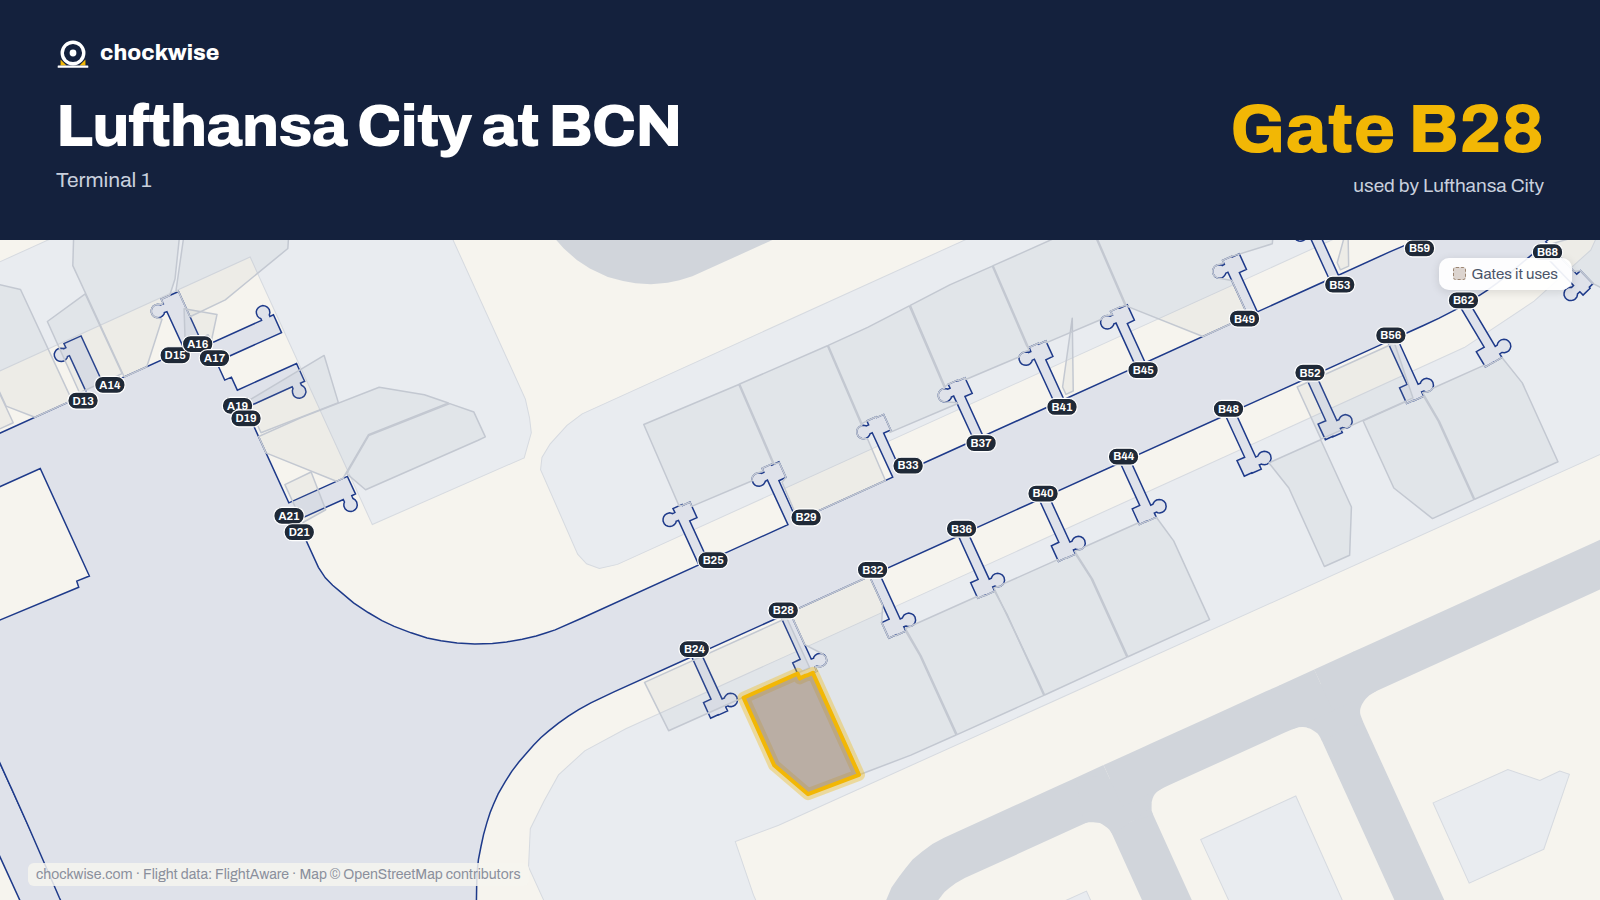 chockwise
Lufthansa City at BCN
Terminal 1
Gate B28
used by Lufthansa City
Gates it uses
B59
B68
B53
B62
B49
B56
A16
D15
A17
B45
B52
A14
D13
A19
D19
B41
B48
B37
B44
B33
B40
A21
B29
D21
B36
B25
B32
B28
B24
chockwise.com · Flight data: FlightAware · Map © OpenStreetMap contributors